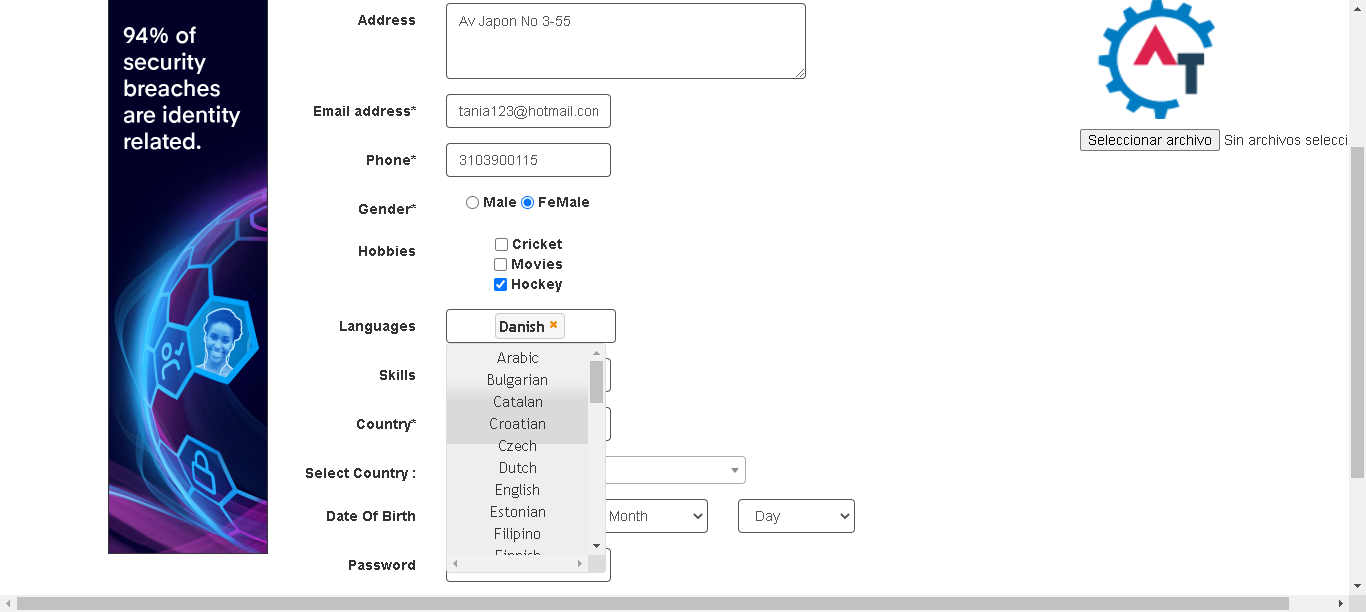 94% of
security
breaches
are identity
related.
Address
Av Japon No 3-55
AT
Seleccionar archivo Sin archivos selecci
Email address*
tania123@hotmail.con
Phone*
3103900115
Gender*
Male FeMale
Hobbies
Cricket
Movies
Hockey
Languages
Danish
Arabic
Bulgarian
Catalan
Croatian
Czech
Dutch
English
Estonian
Filipino
Finnish
Skills
Country*
Select Country :
Date Of Birth
Month Day
Password